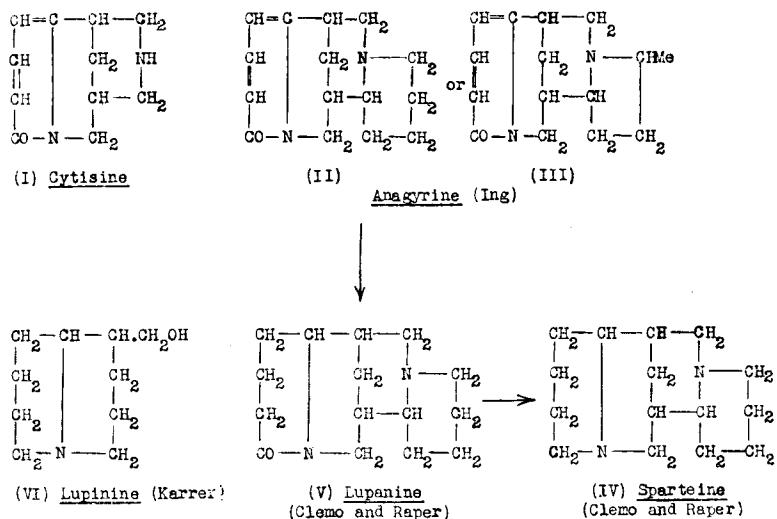 CH=C—CH—CH2 CH=C—CH—CH2 CH=C—CH—CH2
CH CH2 NH CH CH2 N—CH2 CH CH2 N—CHMe
CH CH—CH2 CH CH—CH CH2 or CH CH—CH
CO—N—CH2 CO—N—CH2 CH2—CH2 CO—N—CH2 CH2—CH2
(I) Cytisine (II) (III)
Anagyrine (Ing)
CH2—CH—CH.CH2OH CH2—CH—CH—CH2 CH2—CH—CH—CH2
CH2 CH2 CH2 CH2 N—CH2 CH2 CH2 N—CH2
CH2 CH2 CH2 CH—CH CH2 CH2 CH—CH CH2
CH2—N—CH2 CO—N—CH2 CH2—CH2 CH2—N—CH2 CH2—CH2
(VI) Lupinine (Karrer) (V) Lupanine (IV) Sparteine
(Clemo and Raper) (Clemo and Raper)